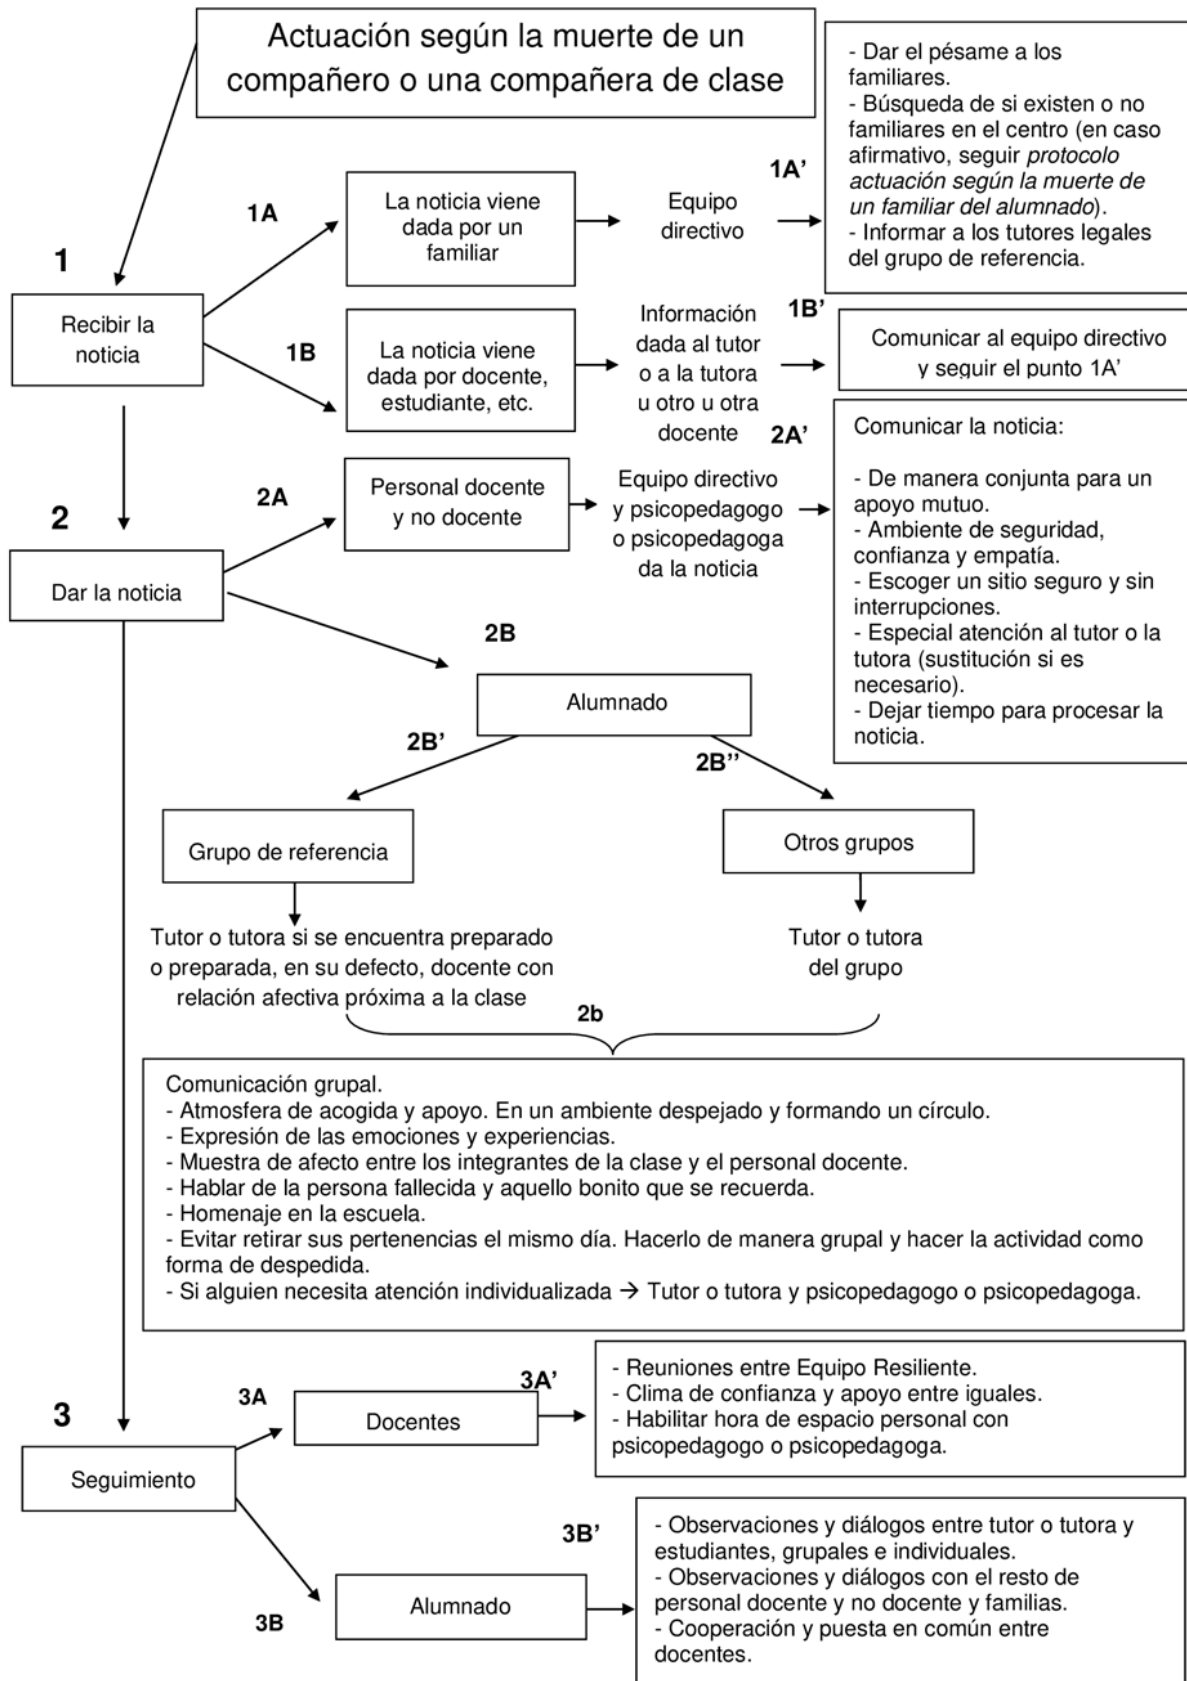 Actuación según la muerte de un
compañero o una compañera de clase
1
Recibir la
noticia
1A
La noticia viene
dada por un
familiar
Equipo
directivo
1A’
- Dar el pésame a los
familiares.
- Búsqueda de si existen o no
familiares en el centro (en caso
afirmativo, seguir protocolo
actuación según la muerte de
un familiar del alumnado).
- Informar a los tutores legales
del grupo de referencia.
1B
La noticia viene
dada por docente,
estudiante, etc.
Información
dada al tutor
o a la tutora
u otro u otra
docente
1B’
Comunicar al equipo directivo
y seguir el punto 1A’
2
Dar la noticia
2A
Personal docente
y no docente
Equipo directivo
y psicopedagogo
o psicopedagoga
da la noticia
2A’
Comunicar la noticia:
- De manera conjunta para un
apoyo mutuo.
- Ambiente de seguridad,
confianza y empatía.
- Escoger un sitio seguro y sin
interrupciones.
- Especial atención al tutor o la
tutora (sustitución si es
necesario).
- Dejar tiempo para procesar la
noticia.
2B
Alumnado
2B’
Grupo de referencia
Tutor o tutora si se encuentra preparado
o preparada, en su defecto, docente con
relación afectiva próxima a la clase
2B’’
Otros grupos
Tutor o tutora
del grupo
2b
Comunicación grupal.
- Atmosfera de acogida y apoyo. En un ambiente despejado y formando un círculo.
- Expresión de las emociones y experiencias.
- Muestra de afecto entre los integrantes de la clase y el personal docente.
- Hablar de la persona fallecida y aquello bonito que se recuerda.
- Homenaje en la escuela.
- Evitar retirar sus pertenencias el mismo día. Hacerlo de manera grupal y hacer la actividad como
forma de despedida.
- Si alguien necesita atención individualizada → Tutor o tutora y psicopedagogo o psicopedagoga.
3
Seguimiento
3A
Docentes
3A’
- Reuniones entre Equipo Resiliente.
- Clima de confianza y apoyo entre iguales.
- Habilitar hora de espacio personal con
psicopedagogo o psicopedagoga.
3B
Alumnado
3B’
- Observaciones y diálogos entre tutor o tutora y
estudiantes, grupales e individuales.
- Observaciones y diálogos con el resto de
personal docente y no docente y familias.
- Cooperación y puesta en común entre
docentes.